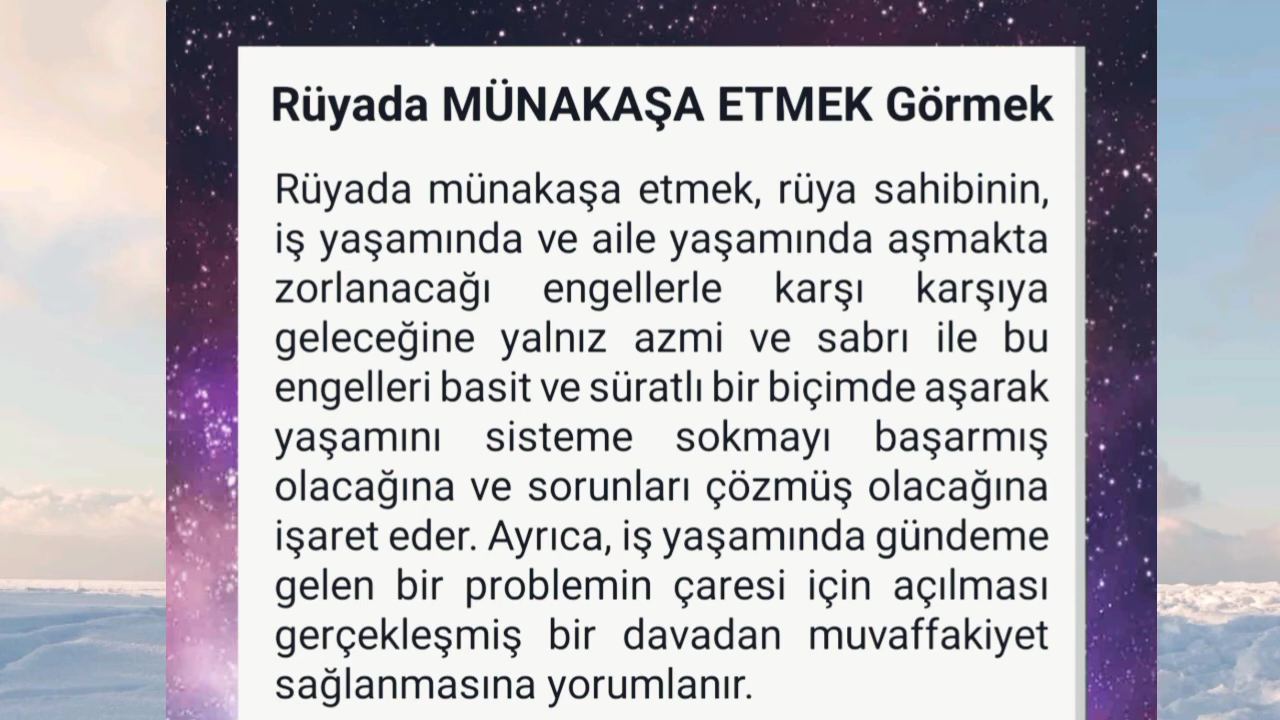 Rüyada MÜNAKAŞA ETMEK Görmek
Rüyada münakaşa etmek, rüya sahibinin,
iş yaşamında ve aile yaşamında aşmakta
zorlanacağı engellerle karşı karşıya
geleceğine yalnız azmi ve sabrı ile bu
engelleri basit ve süratlı bir biçimde aşarak
yaşamını sisteme sokmayı başarmış
olacağına ve sorunları çözmüş olacağına
işaret eder. Ayrıca, iş yaşamında gündeme
gelen bir problemin çaresi için açılması
gerçekleşmiş bir davadan muvaffakiyet
sağlanmasına yorumlanır.